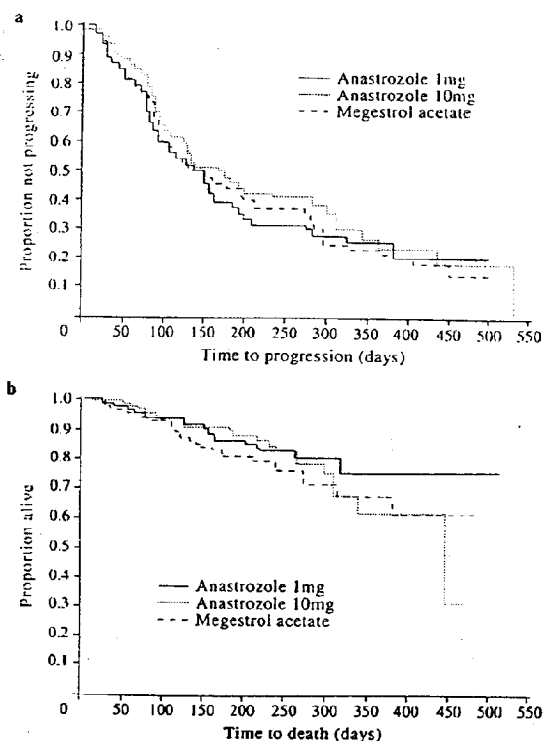 a
1.0
0.9
0.8
0.7
0.6
0.5
0.4
0.3
0.2
0.1
0
Proportion not progressing
Anastrozole 1mg
Anastrozole 10mg
Megestrol acetate
50 100 150 200 250 300 350 400 450 500 550
Time to progression (days)
b
1.0
0.9
0.8
0.7
0.6
0.5
0.4
0.3
0.2
0.1
0
Proportion alive
Anastrozole 1mg
Anastrozole 10mg
Megestrol acetate
50 100 150 200 250 300 350 400 450 500 550
Time to death (days)